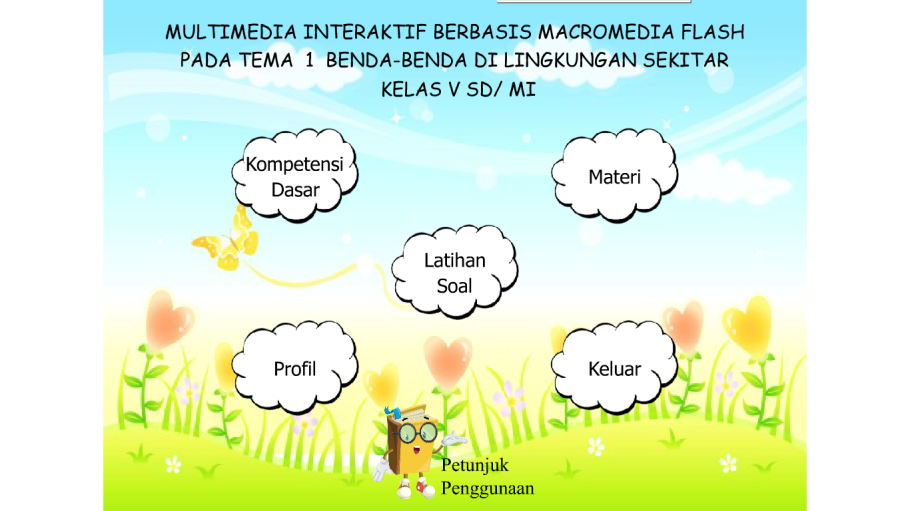 MULTIMEDIA INTERAKTIF BERBASIS MACROMEDIA FLASH
PADA TEMA 1 BENDA-BENDA DI LINGKUNGAN SEKITAR
KELAS V SD/ MI
Kompetensi
Dasar
Materi
Latihan
Soal
Profil
Keluar
Petunjuk
Penggunaan